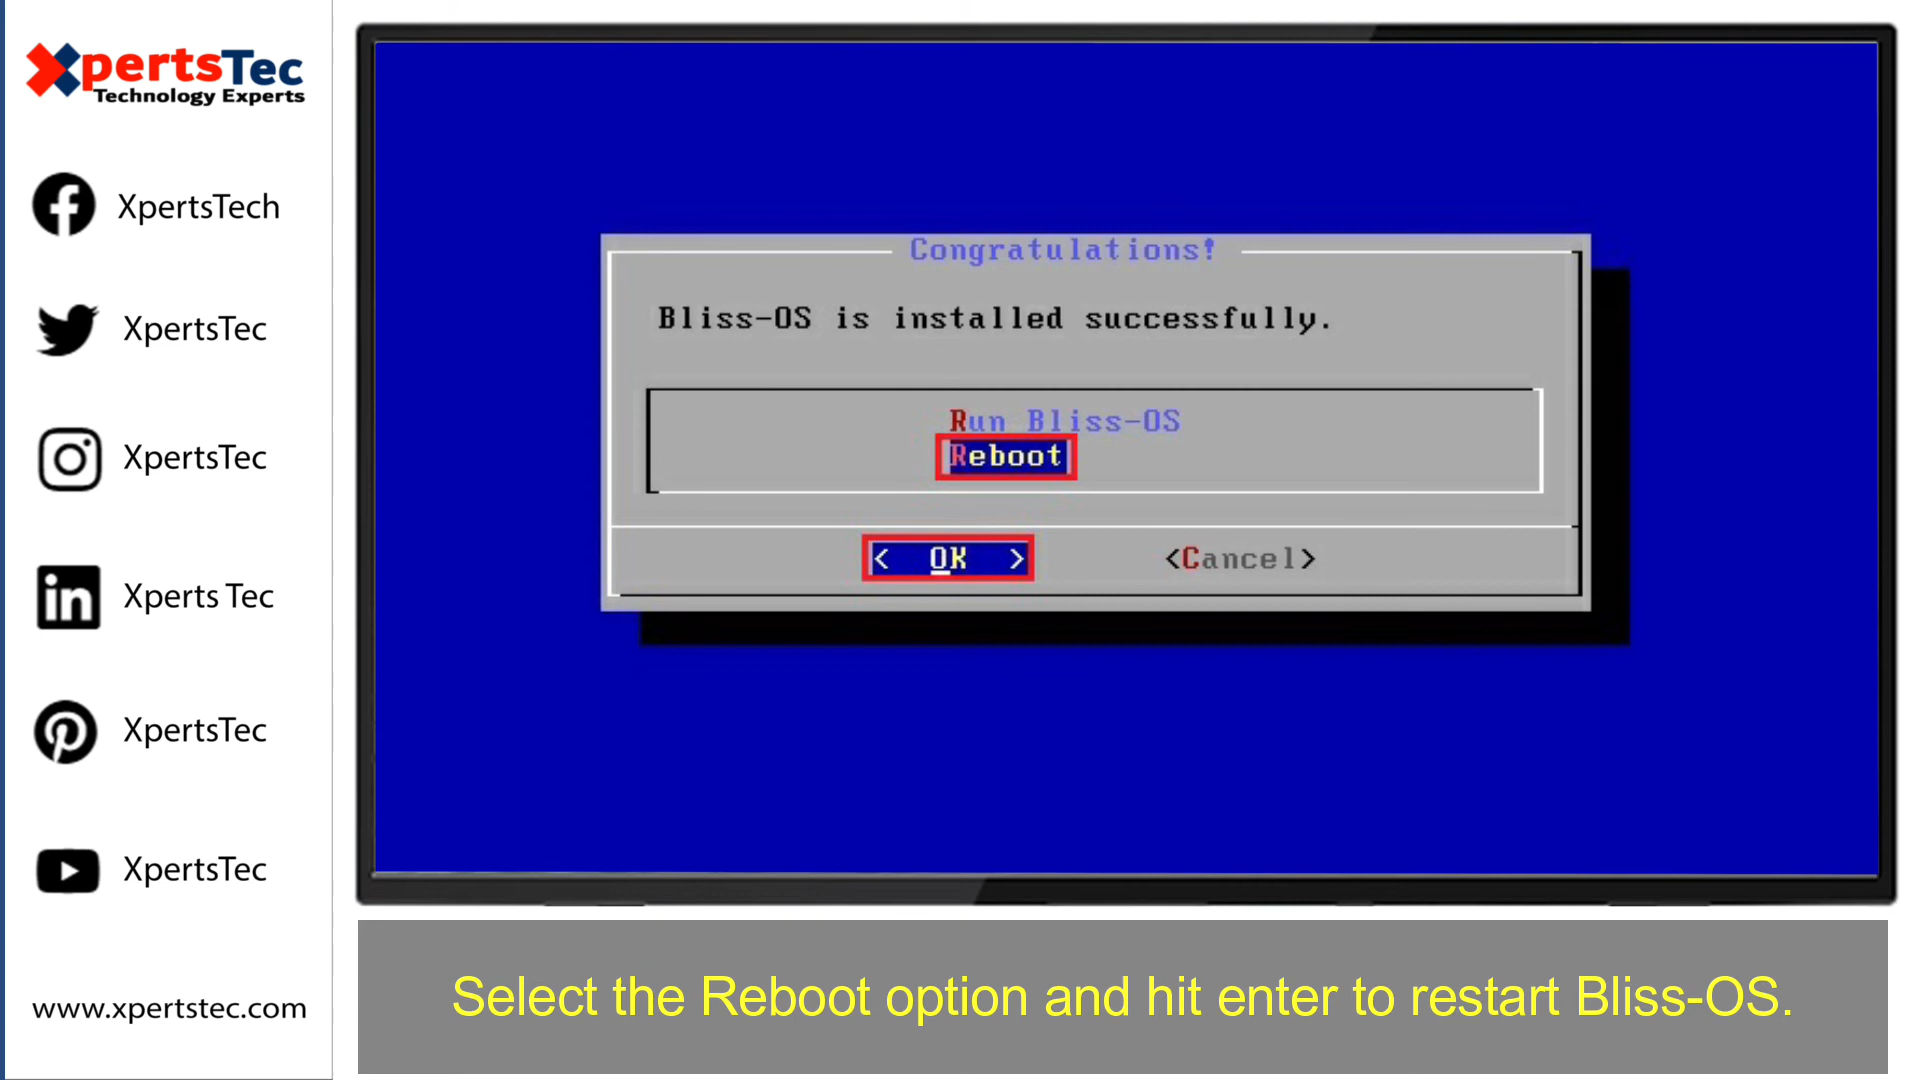 XpertsTec
Technology Experts
XpertsTech
XpertsTec
XpertsTec
Xperts Tec
XpertsTec
XpertsTec
www.xpertstec.com
Congratulations!
Bliss-OS is installed successfully.
Run Bliss-OS
Reboot
< OK > <Cancel>
Select the Reboot option and hit enter to restart Bliss-OS.